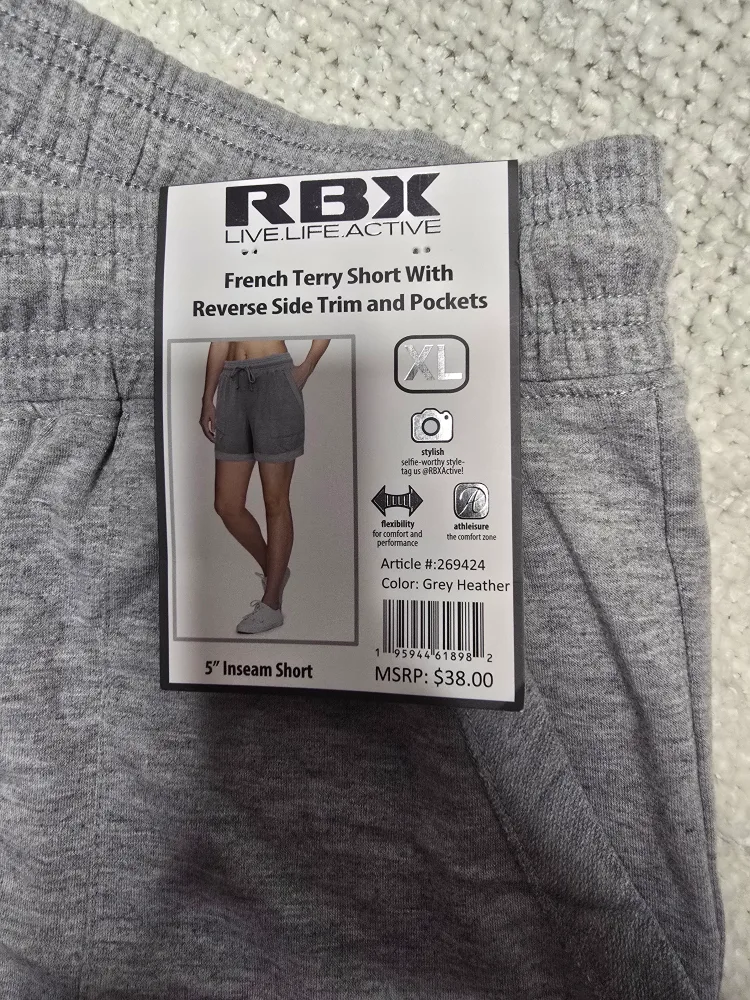 RBX
LIVE.LIFE.ACTIVE
French Terry Short With
Reverse Side Trim and Pockets
XL
stylish
selfie-worthy style-
tag us @RBXActive!
flexibility
for comfort and
performance
A
athleisure
the comfort zone
Article #:269424
Color: Grey Heather
1 95944 61898 2
5" Inseam Short
MSRP: $38.00